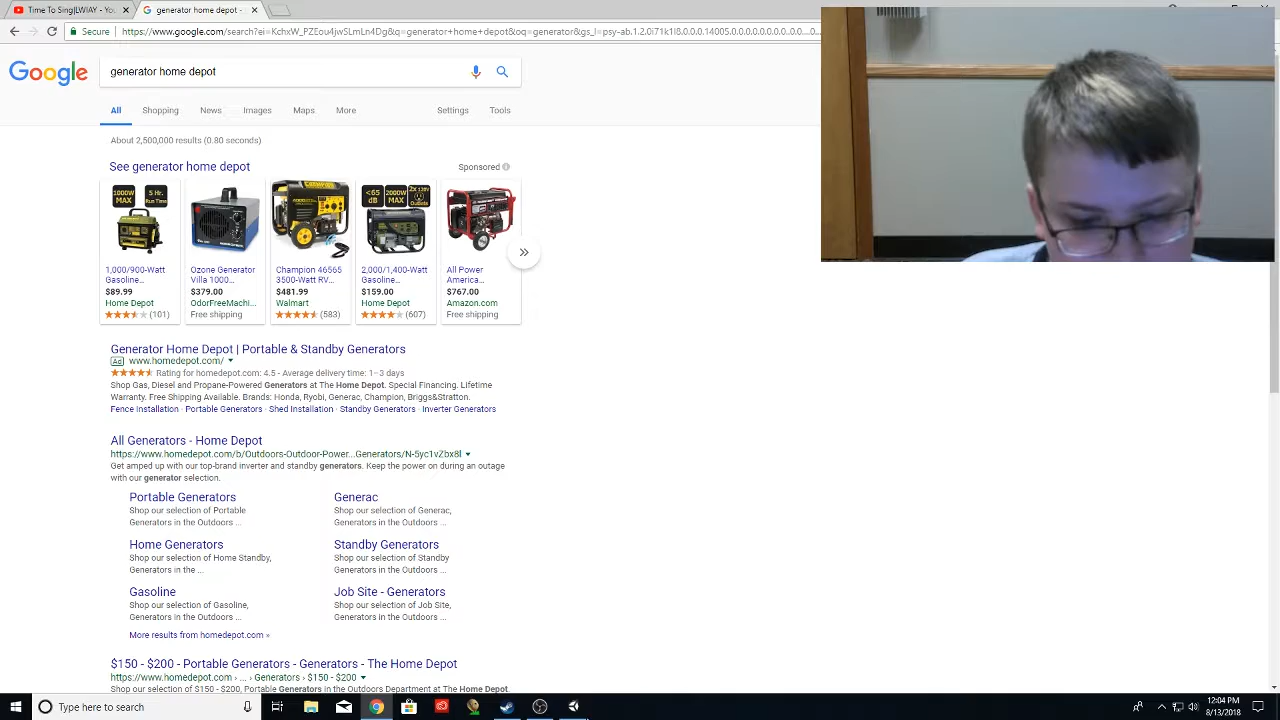 Time To Sing|LWAY - Yo
generator home depot -
Secure
https://www.google.com/search?ei=KchxW_PZEou4jwSLmLn4Dg&q=generator+home+depot&oq=generator&gs_l=psy-ab.1.2.0i71k1l8.0.0.0.14005.0.0.0.0.0.0.0.0..0.0....0...
Google
generator home depot
All Shopping News Images Maps More Settings Tools
About 2,500,000 results (0.80 seconds)
See generator home depot
Sponsored
1000W MAX 5 Hr. Run Time
<65 dB 2000W MAX 2X 120V Outlets
1,000/900-Watt Gasoline...
$89.99
Home Depot
(101)
Ozone Generator Villa 1000...
$379.00
OdorFreeMachi...
Free shipping
Champion 46565 3500-Watt RV...
$481.99
Walmart
(583)
2,000/1,400-Watt Gasoline...
$159.00
Home Depot
(607)
All Power America...
$767.00
Amazon.com
Free shipping
Generator Home Depot | Portable & Standby Generators
Ad www.homedepot.com/
Rating for homedepot.com: 4.5 - Average delivery time: 1–3 days
Shop Gas, Diesel and Propane-Powered Generators at The Home Depot. Special Financing. Lifetime
Warranty. Free Shipping Available. Brands: Honda, Ryobi, Generac, Champion, Briggs&Stratton.
Fence Installation · Portable Generators · Shed Installation · Standby Generators · Inverter Generators
All Generators - Home Depot
https://www.homedepot.com/b/Outdoors-Outdoor-Power...Generators/N-5yc1vZbx8l
Get amped up with our top-brand inverter and standby generators. Keep the power on during an outage
with our generator selection.
Portable Generators
Shop our selection of Portable
Generators in the Outdoors ...
Generac
Shop our selection of Generac,
Generators in the Outdoors ...
Home Generators
Shop our selection of Home Standby,
Generators in the ...
Standby Generators
Shop our selection of Standby
Generators in the Outdoors ...
Gasoline
Shop our selection of Gasoline,
Generators in the Outdoors ...
Job Site - Generators
Shop our selection of Job Site,
Generators in the Outdoors ...
More results from homedepot.com »
$150 - $200 - Portable Generators - Generators - The Home Depot
https://www.homedepot.com › ... › Generators › $150 - $200
Shop our selection of $150 - $200, Portable Generators in the Outdoors Department at The Home Depot.
Type here to search
12:04 PM
8/13/2018